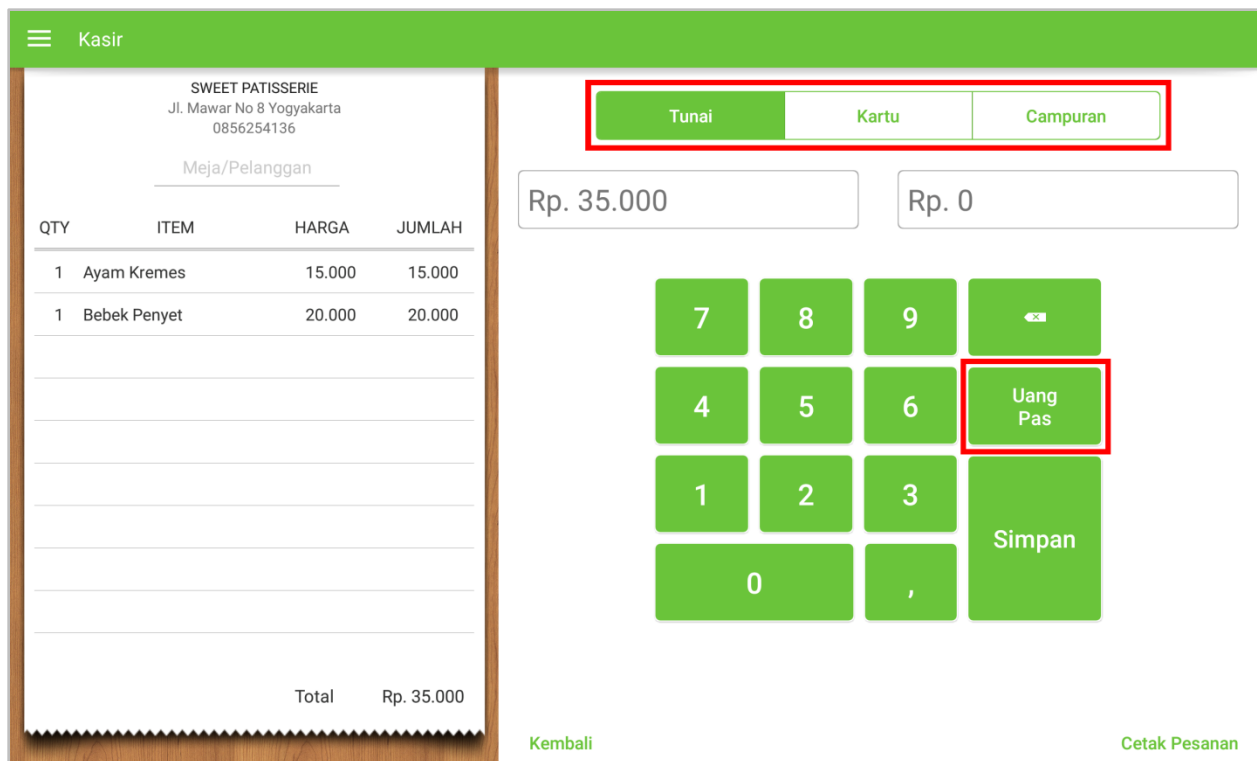 Kasir
SWEET PATISSERIE
Jl. Mawar No 8 Yogyakarta
0856254136
Meja/Pelanggan
QTY ITEM HARGA JUMLAH
1 Ayam Kremes 15.000 15.000
1 Bebek Penyet 20.000 20.000
Total Rp. 35.000
Tunai Kartu Campuran
Rp. 35.000 Rp. 0
7 8 9
4 5 6 Uang
Pas
1 2 3
Simpan
0 ,
Kembali Cetak Pesanan